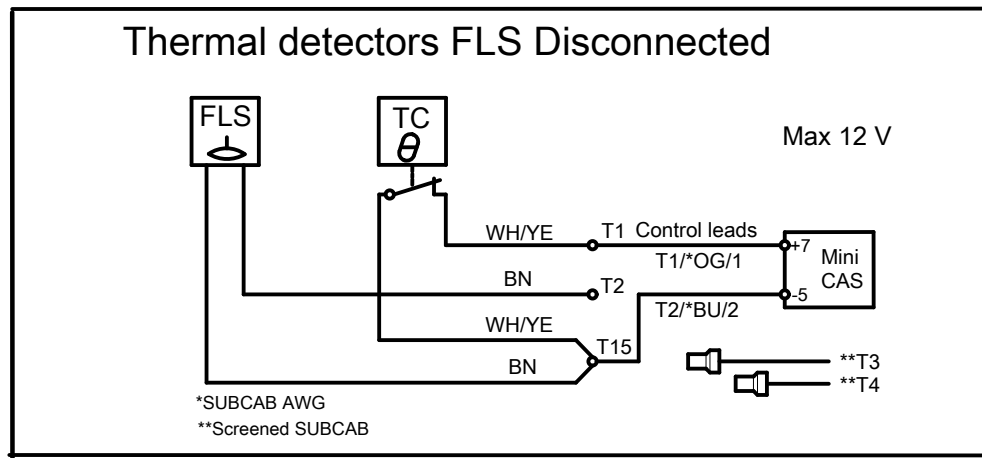 Thermal detectors FLS Disconnected
FLS
TC
θ
Max 12 V
WH/YE
T1
Control leads
+7
T1/*OG/1
Mini
CAS
BN
T2
-5
T2/*BU/2
WH/YE
T15
BN
**T3
**T4
*SUBCAB AWG
**Screened SUBCAB